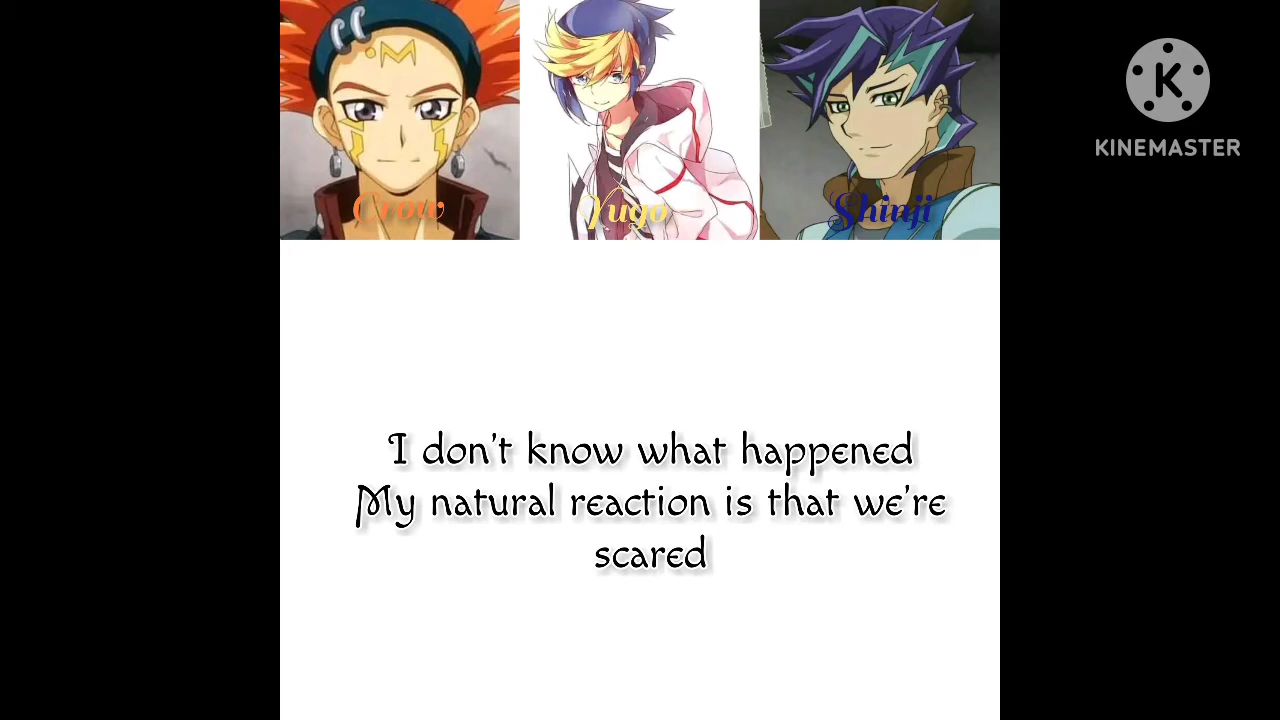 Crow
Yugo
Shinji
K
KINEMASTER
I don't know what happened
My natural reaction is that we're
scared